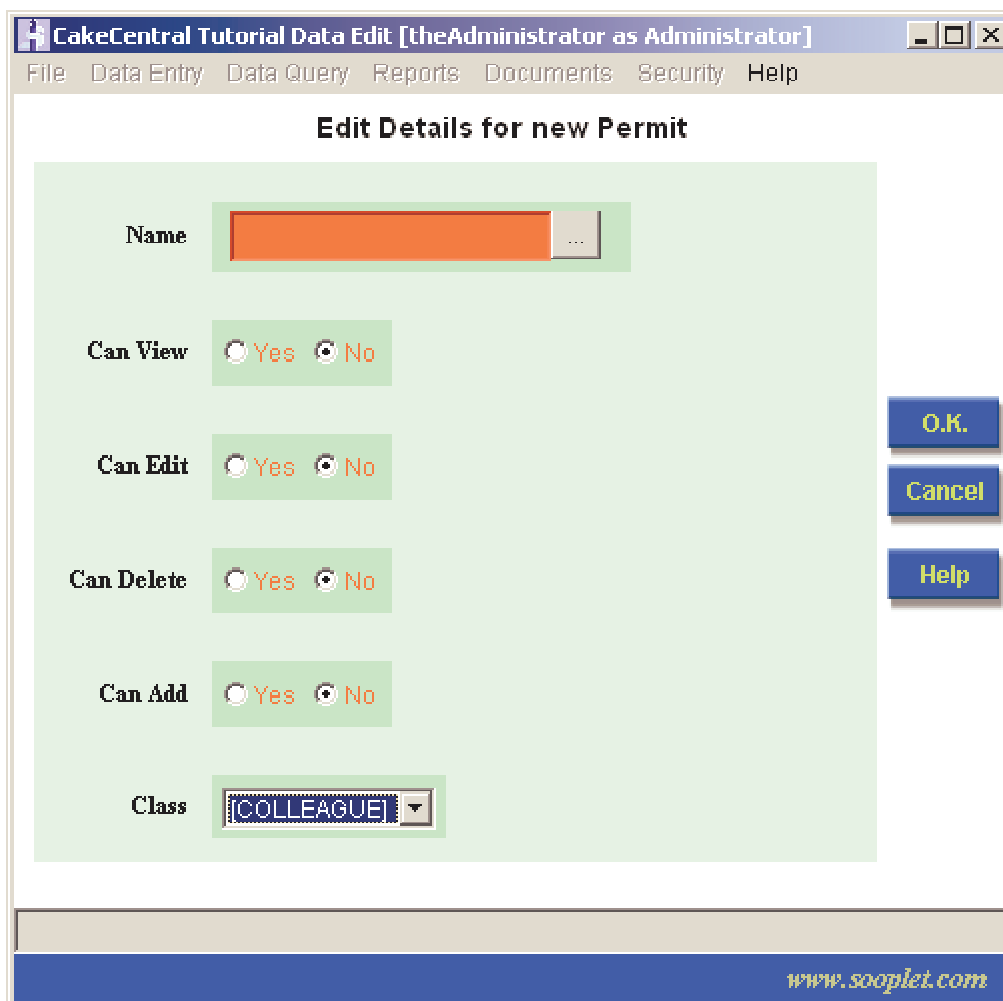 CakeCentral Tutorial Data Edit [theAdministrator as Administrator]
File Data Entry Data Query Reports Documents Security Help
Edit Details for new Permit
Name ...
Can View Yes No
O.K.
Can Edit Yes No
Cancel
Can Delete Yes No
Help
Can Add Yes No
Class [COLLEAGUE]
www.sooplet.com